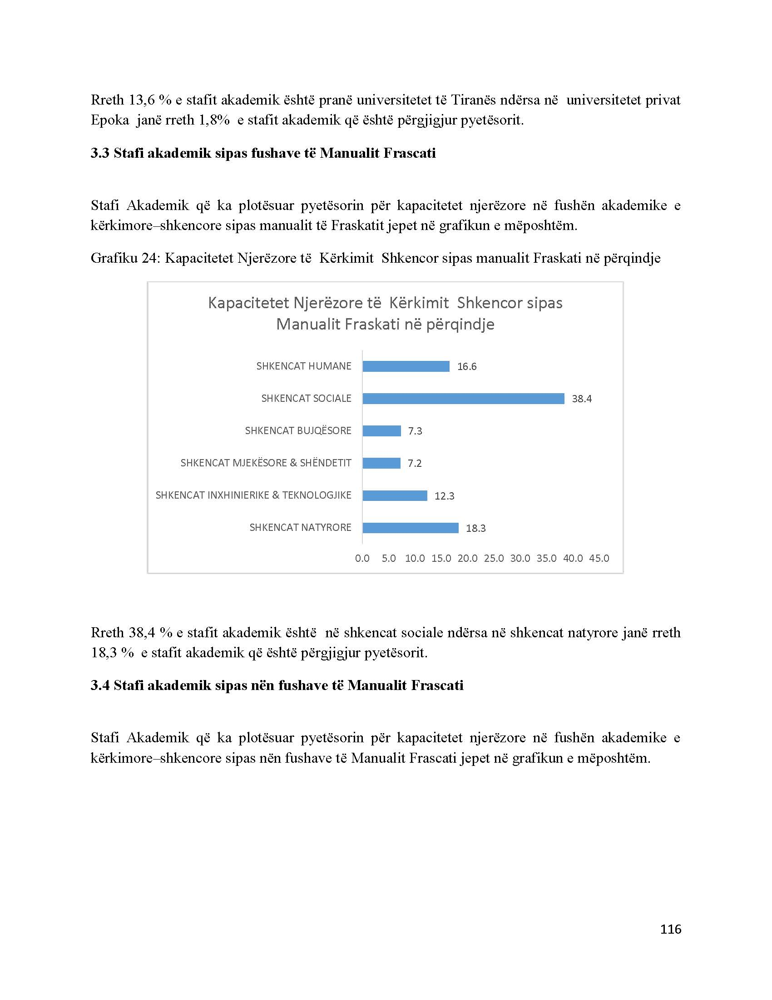 Rreth 13,6 % e stafit akademik është pranë universitetet të Tiranës ndërsa në universitetet privat
Epoka janë rreth 1,8% e stafit akademik që është përgjigjur pyetësorit.
3.3 Stafi akademik sipas fushave të Manualit Frascati
Stafi Akademik që ka plotësuar pyetësorin për kapacitetet njerëzore në fushën akademike e
kërkimore–shkencore sipas manualit të Fraskatit jepet në grafikun e mëposhtëm.
Grafiku 24: Kapacitetet Njerëzore të Kërkimit Shkencor sipas manualit Fraskati në përqindje
Kapacitetet Njerëzore të Kërkimit Shkencor sipas
Manualit Fraskati në përqindje
SHKENCAT HUMANE 16.6
SHKENCAT SOCIALE 38.4
SHKENCAT BUJQËSORE 7.3
SHKENCAT MJEKËSORE & SHËNDETIT 7.2
SHKENCAT INXHINIERIKE & TEKNOLOGJIKE 12.3
SHKENCAT NATYRORE 18.3
0.0 5.0 10.0 15.0 20.0 25.0 30.0 35.0 40.0 45.0
Rreth 38,4 % e stafit akademik është në shkencat sociale ndërsa në shkencat natyrore janë rreth
18,3 % e stafit akademik që është përgjigjur pyetësorit.
3.4 Stafi akademik sipas nën fushave të Manualit Frascati
Stafi Akademik që ka plotësuar pyetësorin për kapacitetet njerëzore në fushën akademike e
kërkimore–shkencore sipas nën fushave të Manualit Frascati jepet në grafikun e mëposhtëm.
116